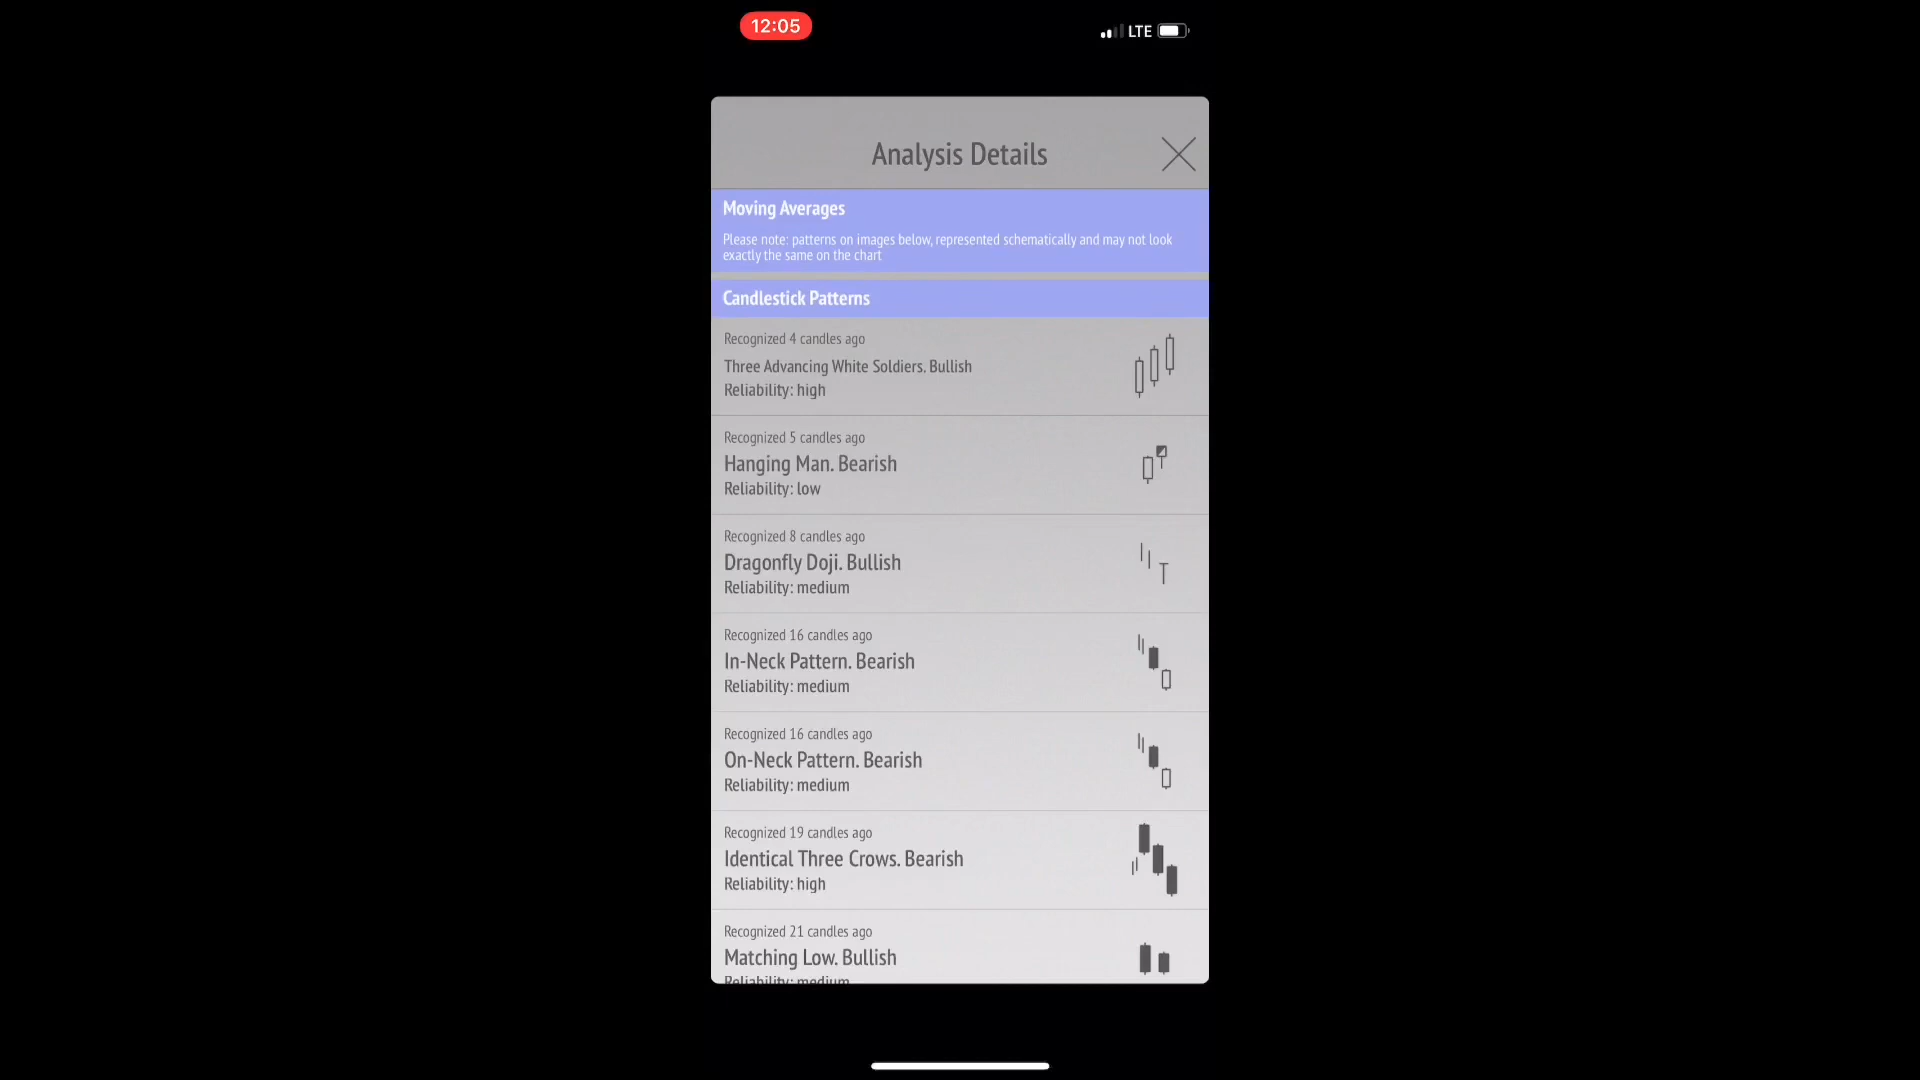 12:05
LTE
Analysis Details
Moving Averages
Please note: patterns on images below, represented schematically and may not look
exactly the same on the chart
Candlestick Patterns
Recognized 4 candles ago
Three Advancing White Soldiers. Bullish
Reliability: high
Recognized 5 candles ago
Hanging Man. Bearish
Reliability: low
Recognized 8 candles ago
Dragonfly Doji. Bullish
Reliability: medium
Recognized 16 candles ago
In-Neck Pattern. Bearish
Reliability: medium
Recognized 16 candles ago
On-Neck Pattern. Bearish
Reliability: medium
Recognized 19 candles ago
Identical Three Crows. Bearish
Reliability: high
Recognized 21 candles ago
Matching Low. Bullish
Reliability: medium